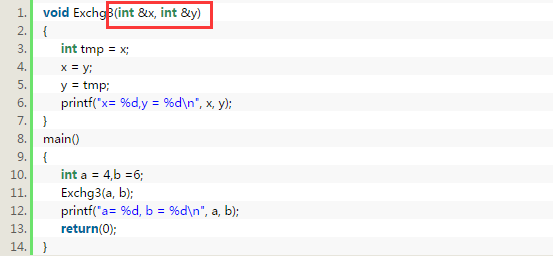 1. void Exchg3(int &x, int &y)
2. {
3. int tmp = x;
4. x = y;
5. y = tmp;
6. printf("x= %d,y = %d\n", x, y);
7. }
8. main()
9. {
10. int a = 4,b =6;
11. Exchg3(a, b);
12. printf("a= %d, b = %d\n", a, b);
13. return(0);
14. }